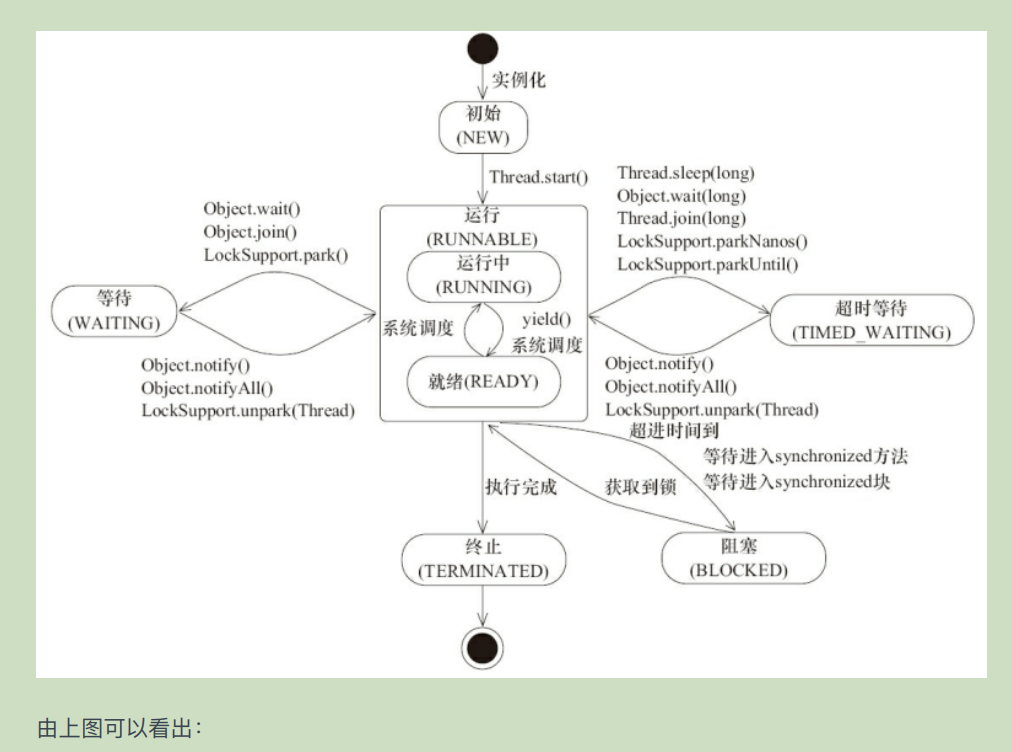 实例化
初始
(NEW)
Thread.start()
Object.wait()
Object.join()
LockSupport.park()
Thread.sleep(long)
Object.wait(long)
Thread.join(long)
LockSupport.parkNanos()
LockSupport.parkUntil()
运行
(RUNNABLE)
运行中
(RUNNING)
系统调度
yield()
系统调度
就绪(READY)
等待
(WAITING)
超时等待
(TIMED_WAITING)
Object.notify()
Object.notifyAll()
LockSupport.unpark(Thread)
Object.notify()
Object.notifyAll()
LockSupport.unpark(Thread)
超进时间到
等待进入synchronized方法
等待进入synchronized块
获取到锁
执行完成
终止
(TERMINATED)
阻塞
(BLOCKED)
由上图可以看出：